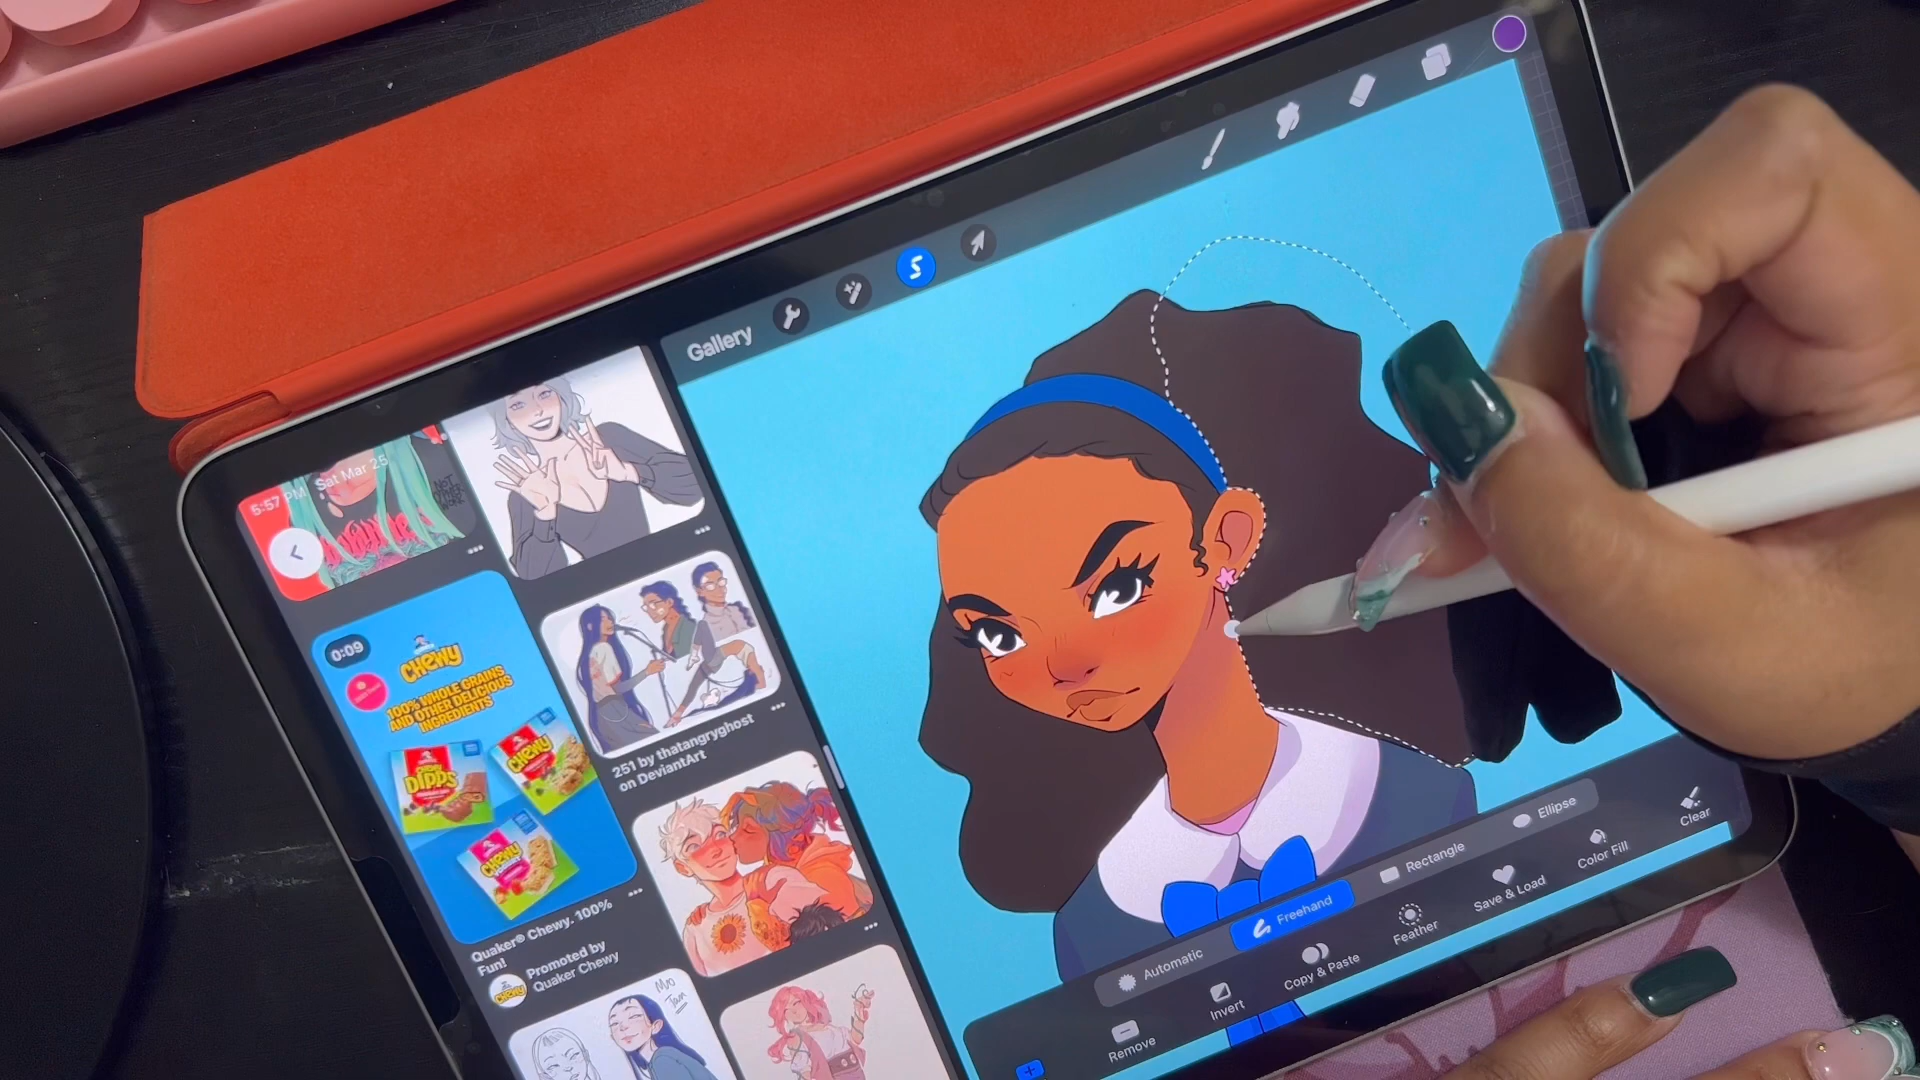 5:57 PM Sat Mar 25
Gallery
0:09
CHEWY
100% WHOLE GRAINS
AND OTHER DELICIOUS
INGREDIENTS
CHEWY
DIPPS
CHEWY
CHEWY
Quaker® Chewy. 100%
Fun!
Promoted by
Quaker Chewy
251 by thatangryghost
on DeviantArt
Automatic
Freehand
Rectangle
Ellipse
Remove
Invert
Copy & Paste
Feather
Save & Load
Color Fill
Clear